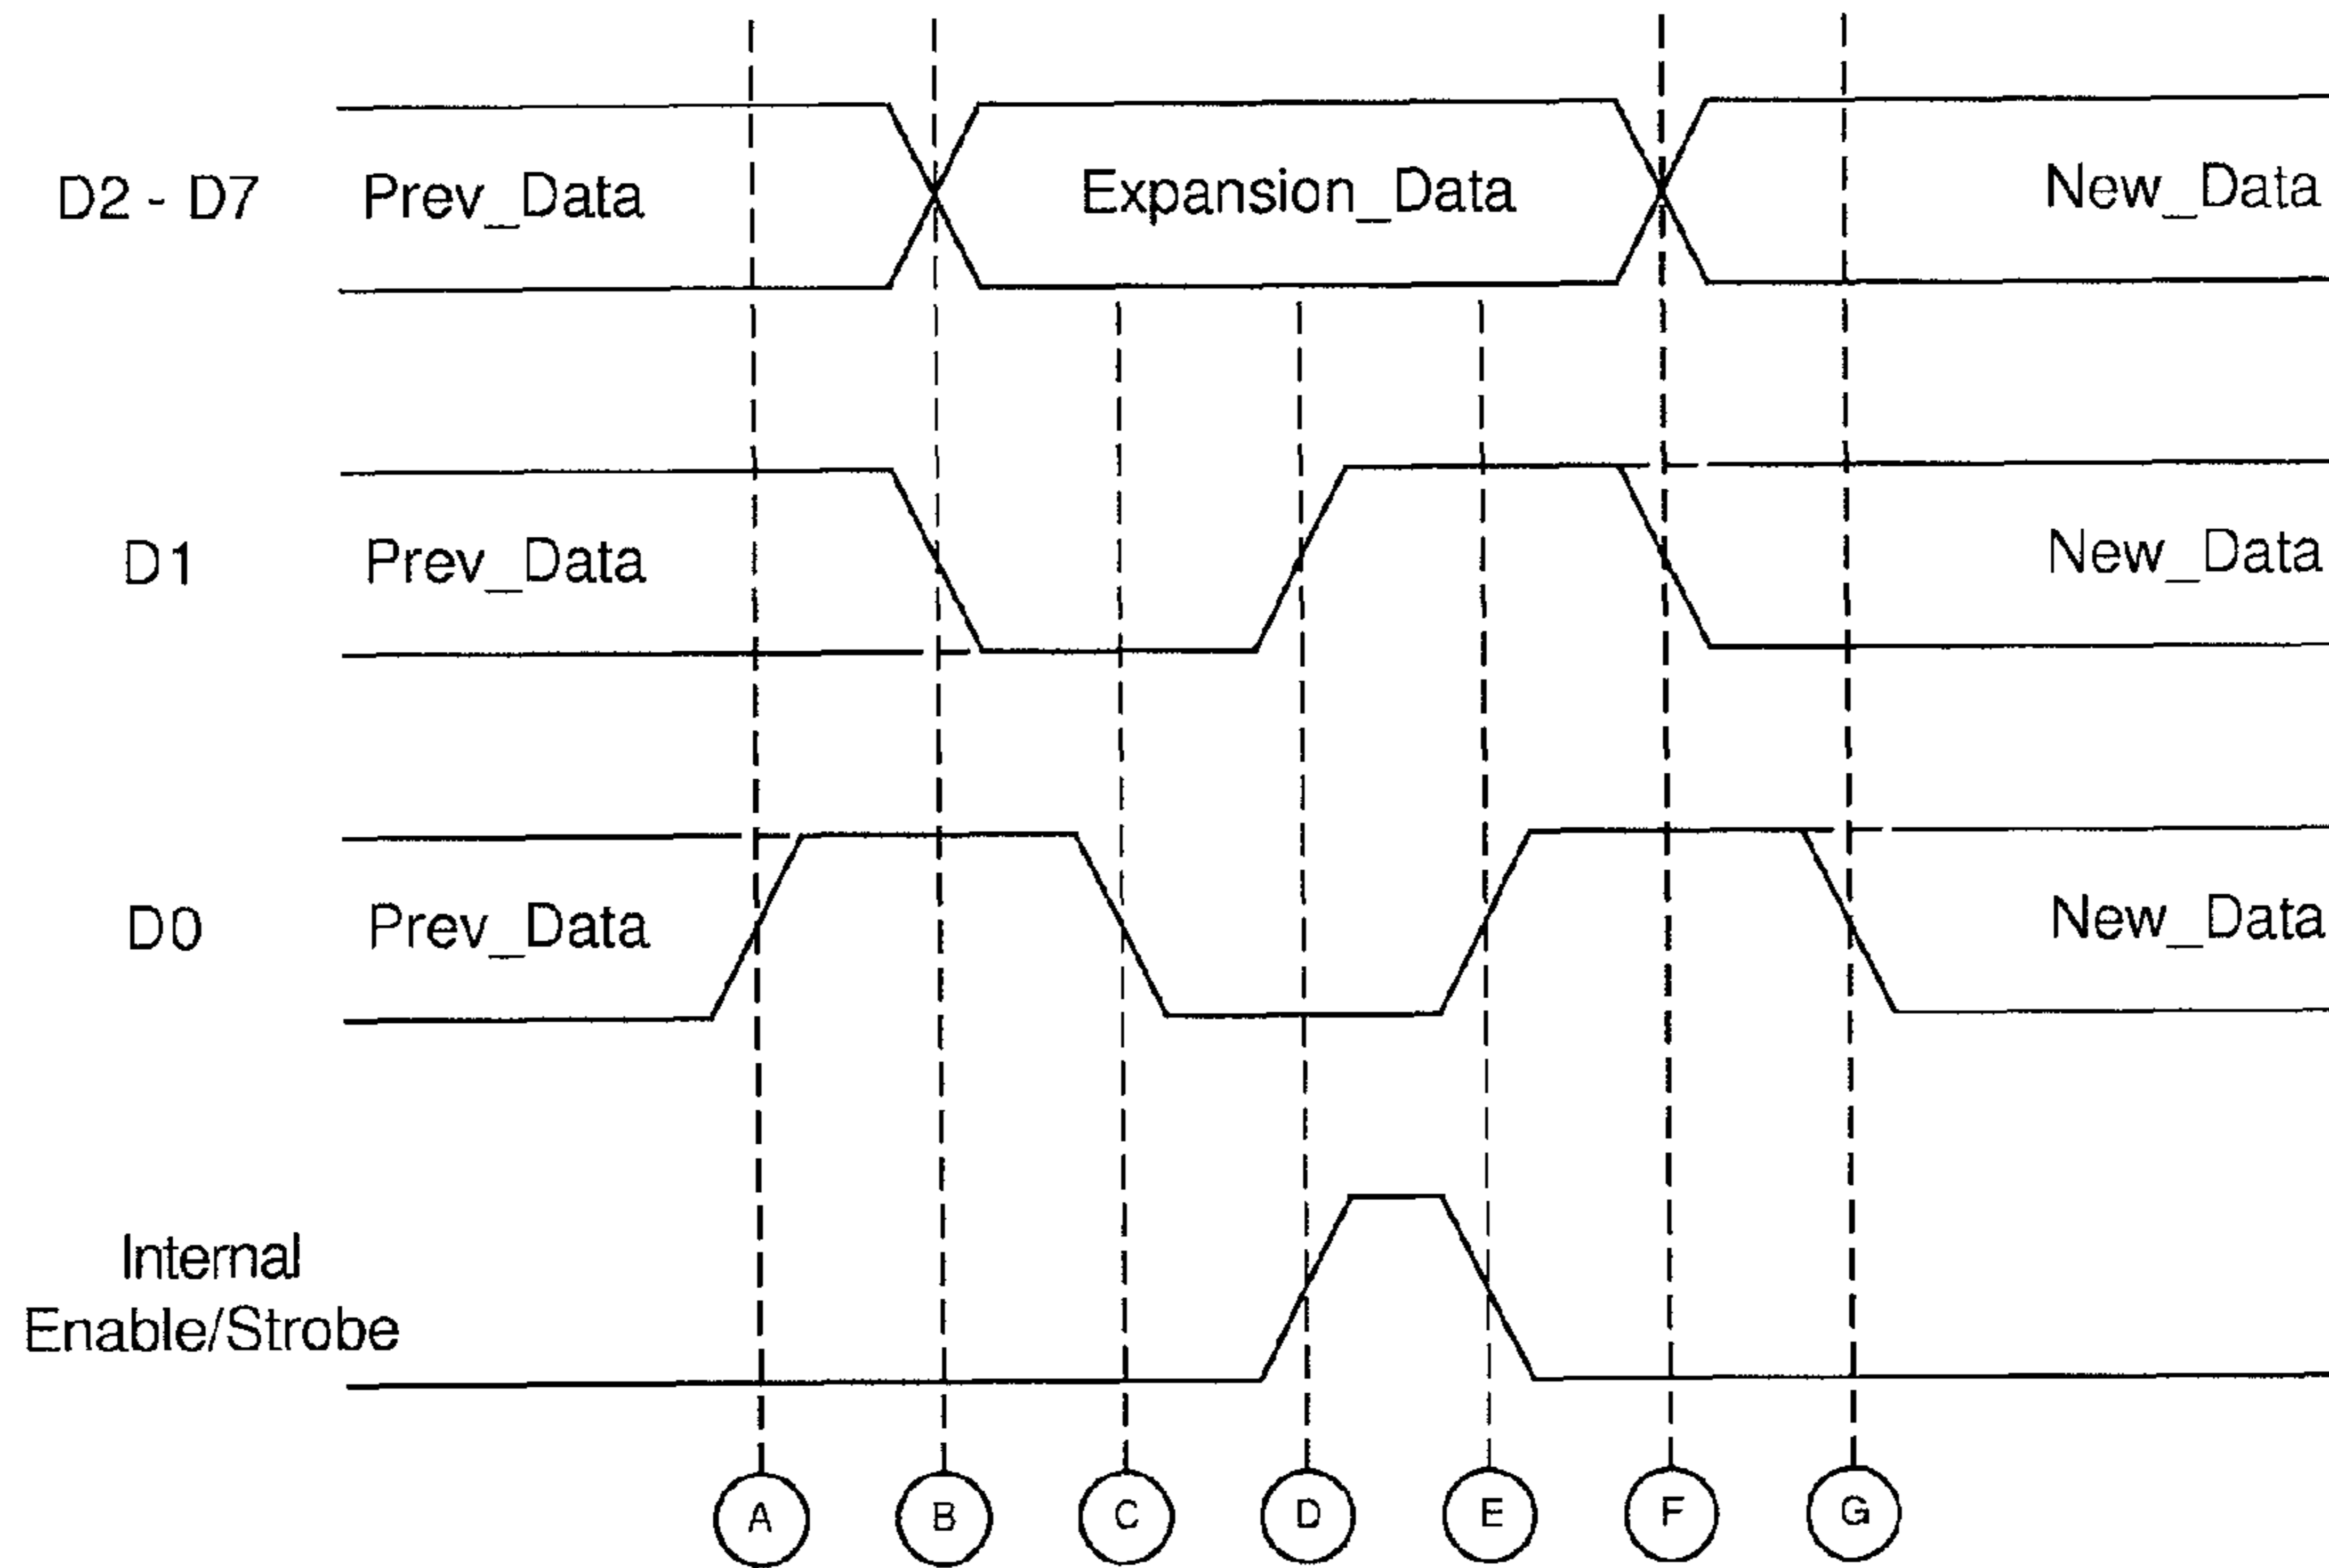 D2 - D7 Prev_Data Expansion_Data New_Data
D1 Prev_Data New_Data
D0 Prev_Data New_Data
Internal
Enable/Strobe
A B C D E F G